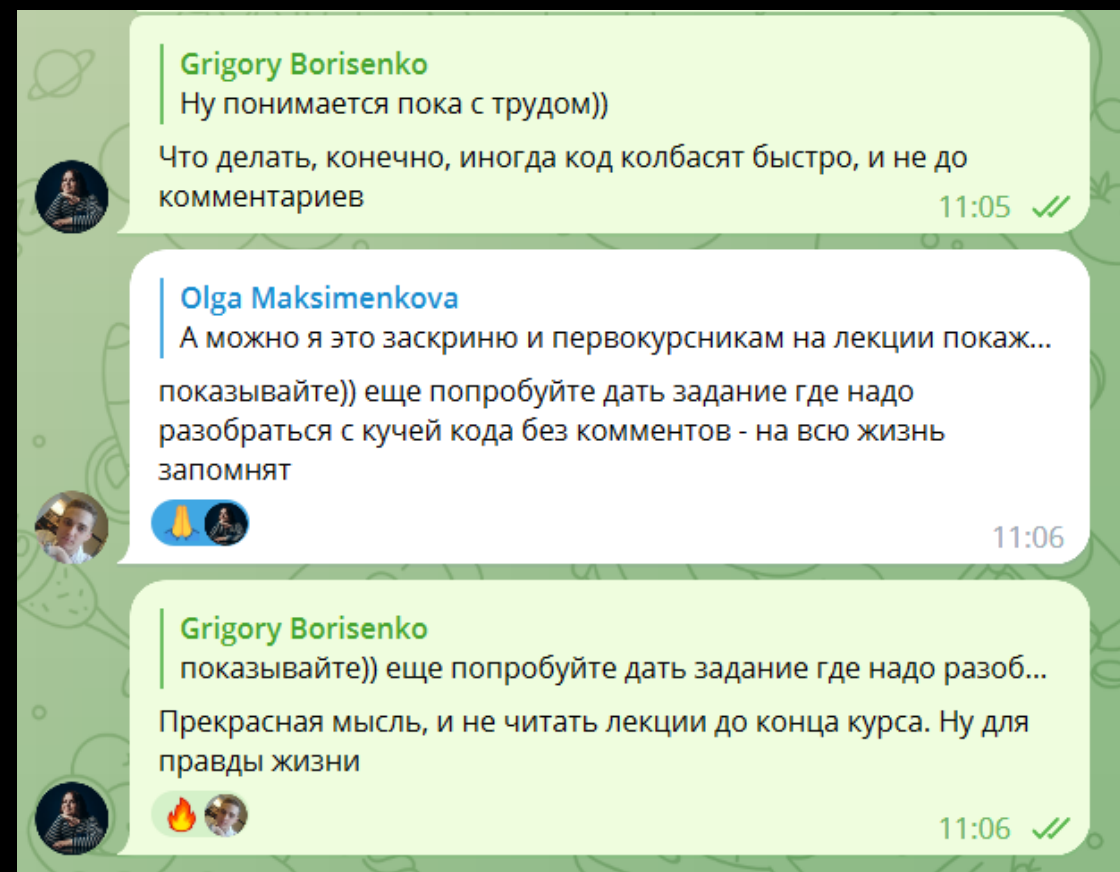 Grigory Borisenko
Ну понимается пока с трудом))
Что делать, конечно, иногда код колбасят быстро, и не до
комментариев
11:05
Olga Maksimenkova
А можно я это заскриню и первокурсникам на лекции покаж...
показывайте)) еще попробуйте дать задание где надо
разобраться с кучей кода без комментов - на всю жизнь
запомнят
11:06
Grigory Borisenko
показывайте)) еще попробуйте дать задание где надо разоб...
Прекрасная мысль, и не читать лекции до конца курса. Ну для
правды жизни
11:06